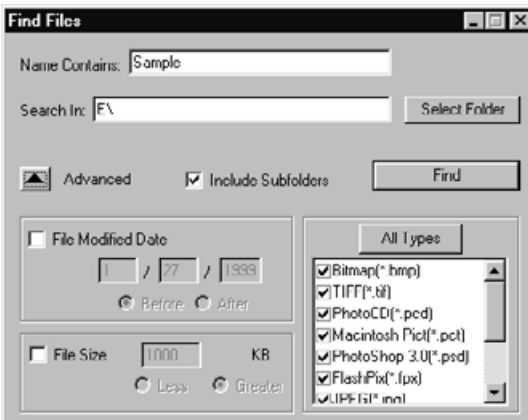 Find Files
Name Contains: Sample
Search In: E\
Select Folder
Advanced
Include Subfolders
Find
File Modified Date
1 / 27 / 1999
Before After
File Size 1000 KB
Less Greater
All Types
Bitmap(*.bmp)
TIFF(*.tif)
PhotoCD(*.pcd)
Macintosh Pict(*.pct)
PhotoShop 3.0(*.psd)
FlashPix(*.fpx)
JPEG(*.jpg)